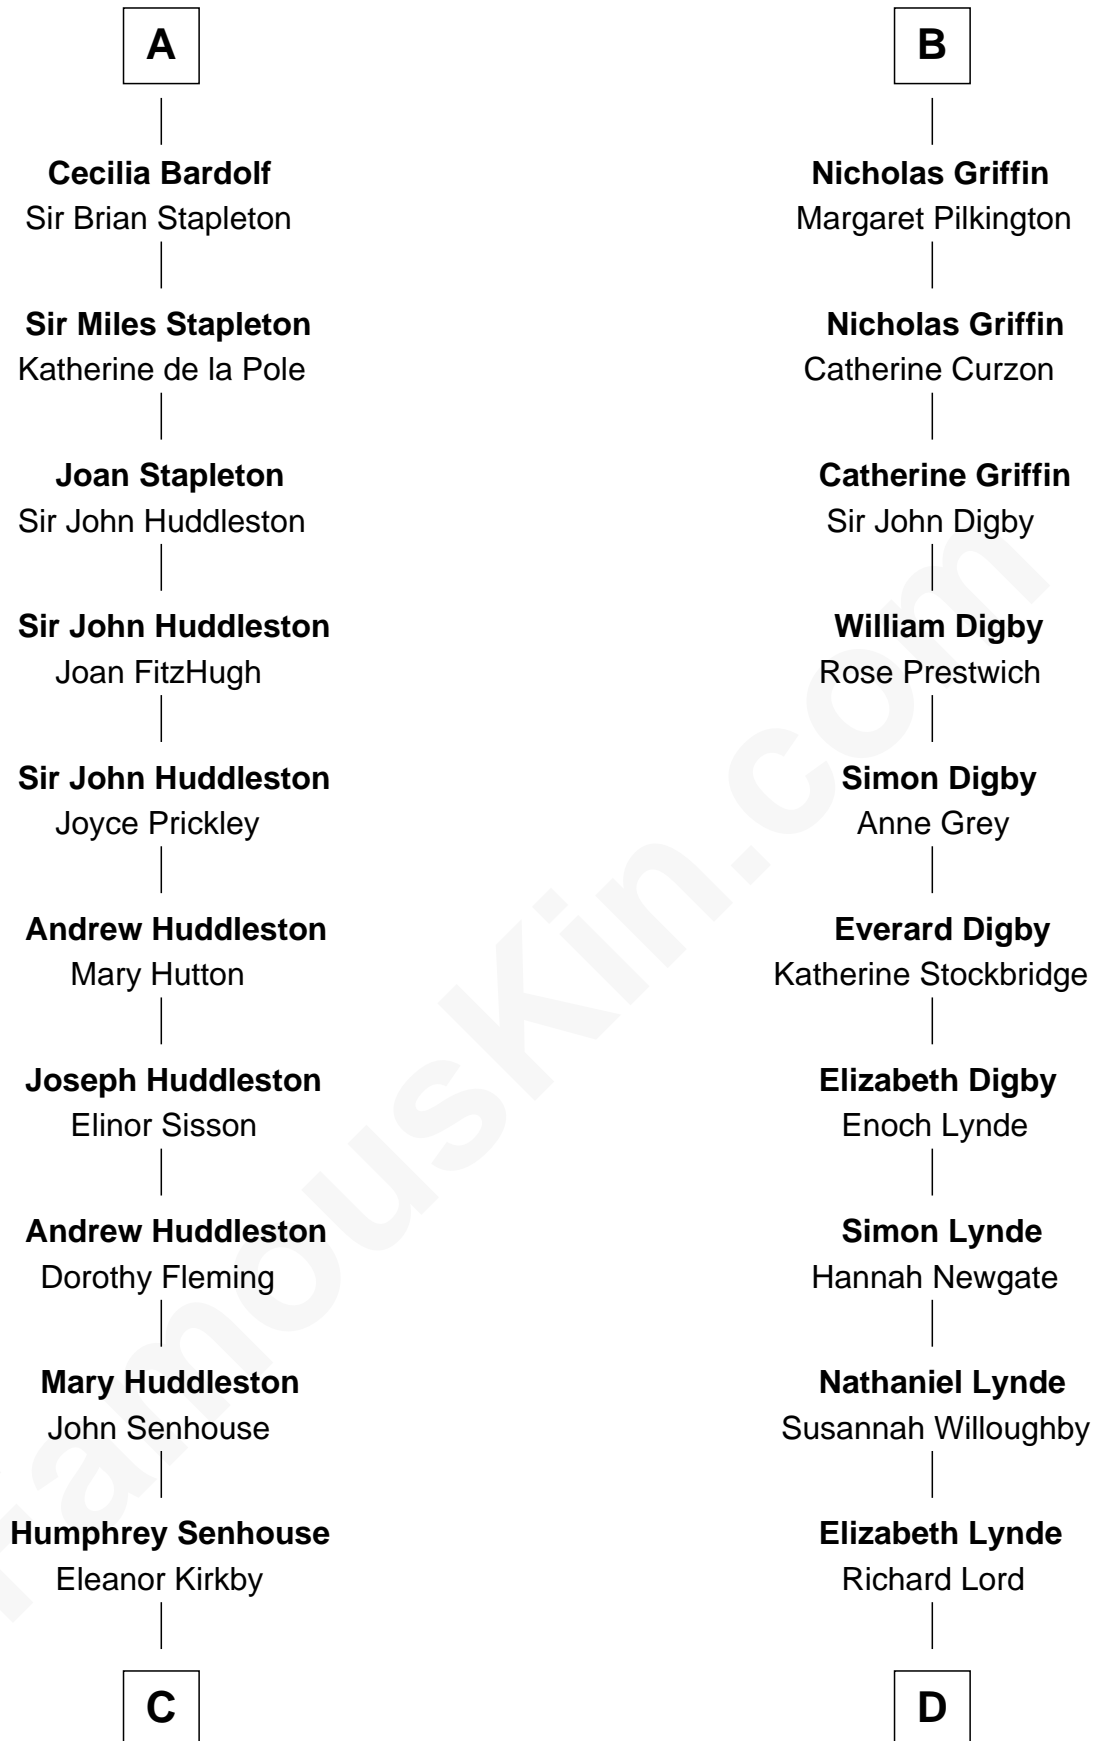 A
Cecilia Bardolf
Sir Brian Stapleton
Sir Miles Stapleton
Katherine de la Pole
Joan Stapleton
Sir John Huddleston
Sir John Huddleston
Joan FitzHugh
Sir John Huddleston
Joyce Prickley
Andrew Huddleston
Mary Hutton
Joseph Huddleston
Elinor Sisson
Andrew Huddleston
Dorothy Fleming
Mary Huddleston
John Senhouse
Humphrey Senhouse
Eleanor Kirkby
C
B
Nicholas Griffin
Margaret Pilkington
Nicholas Griffin
Catherine Curzon
Catherine Griffin
Sir John Digby
William Digby
Rose Prestwich
Simon Digby
Anne Grey
Everard Digby
Katherine Stockbridge
Elizabeth Digby
Enoch Lynde
Simon Lynde
Hannah Newgate
Nathaniel Lynde
Susannah Willoughby
Elizabeth Lynde
Richard Lord
D
FamousKin.com